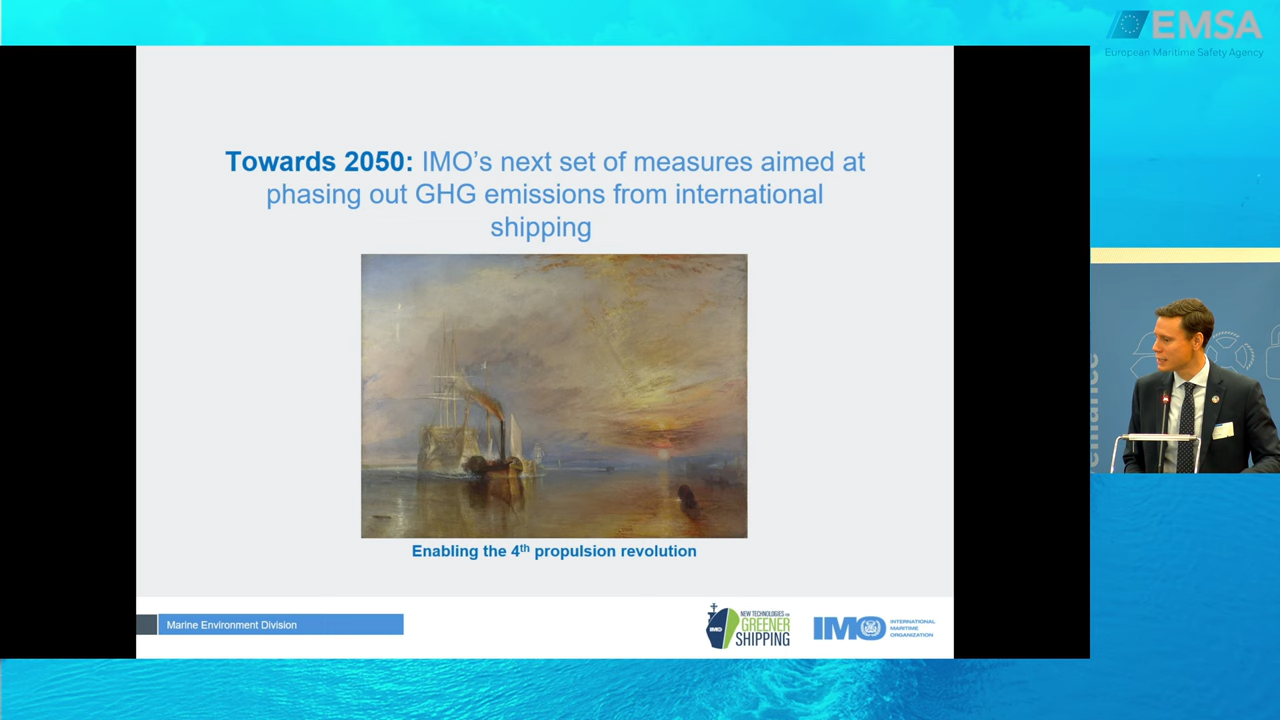 EMSA
European Maritime Safety Agency
Towards 2050: IMO's next set of measures aimed at
phasing out GHG emissions from international
shipping
Enabling the 4th propulsion revolution
Marine Environment Division
IMO
NEW TECHNOLOGIES FOR
GREENER
SHIPPING
IMO
INTERNATIONAL
MARITIME
ORGANIZATION